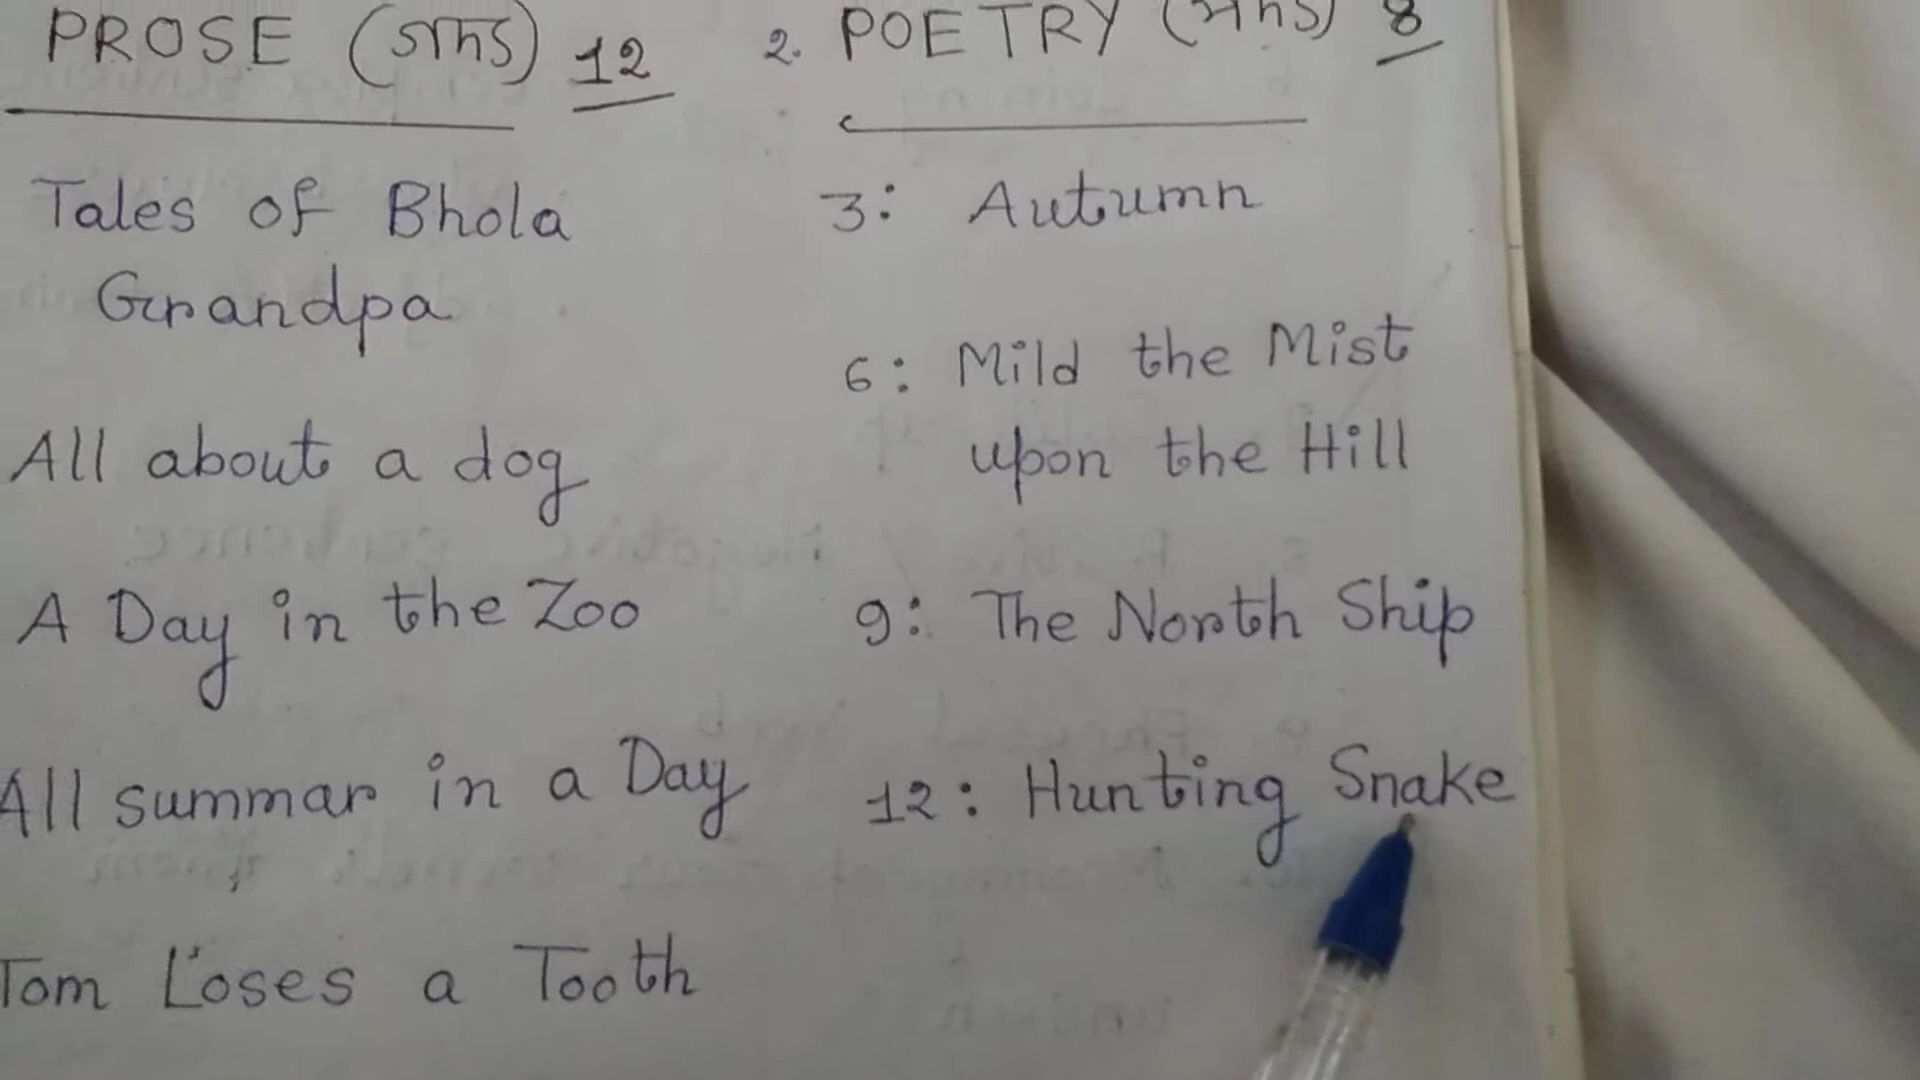 PROSE (গদ্য) 12
Tales of Bhola
Grandpa
All about a dog
A Day in the Zoo
All summar in a Day
Tom Loses a Tooth
2. POETRY (পদ্য) 8
3: Autumn
6: Mild the Mist
upon the Hill
9: The North Ship
12: Hunting Snake